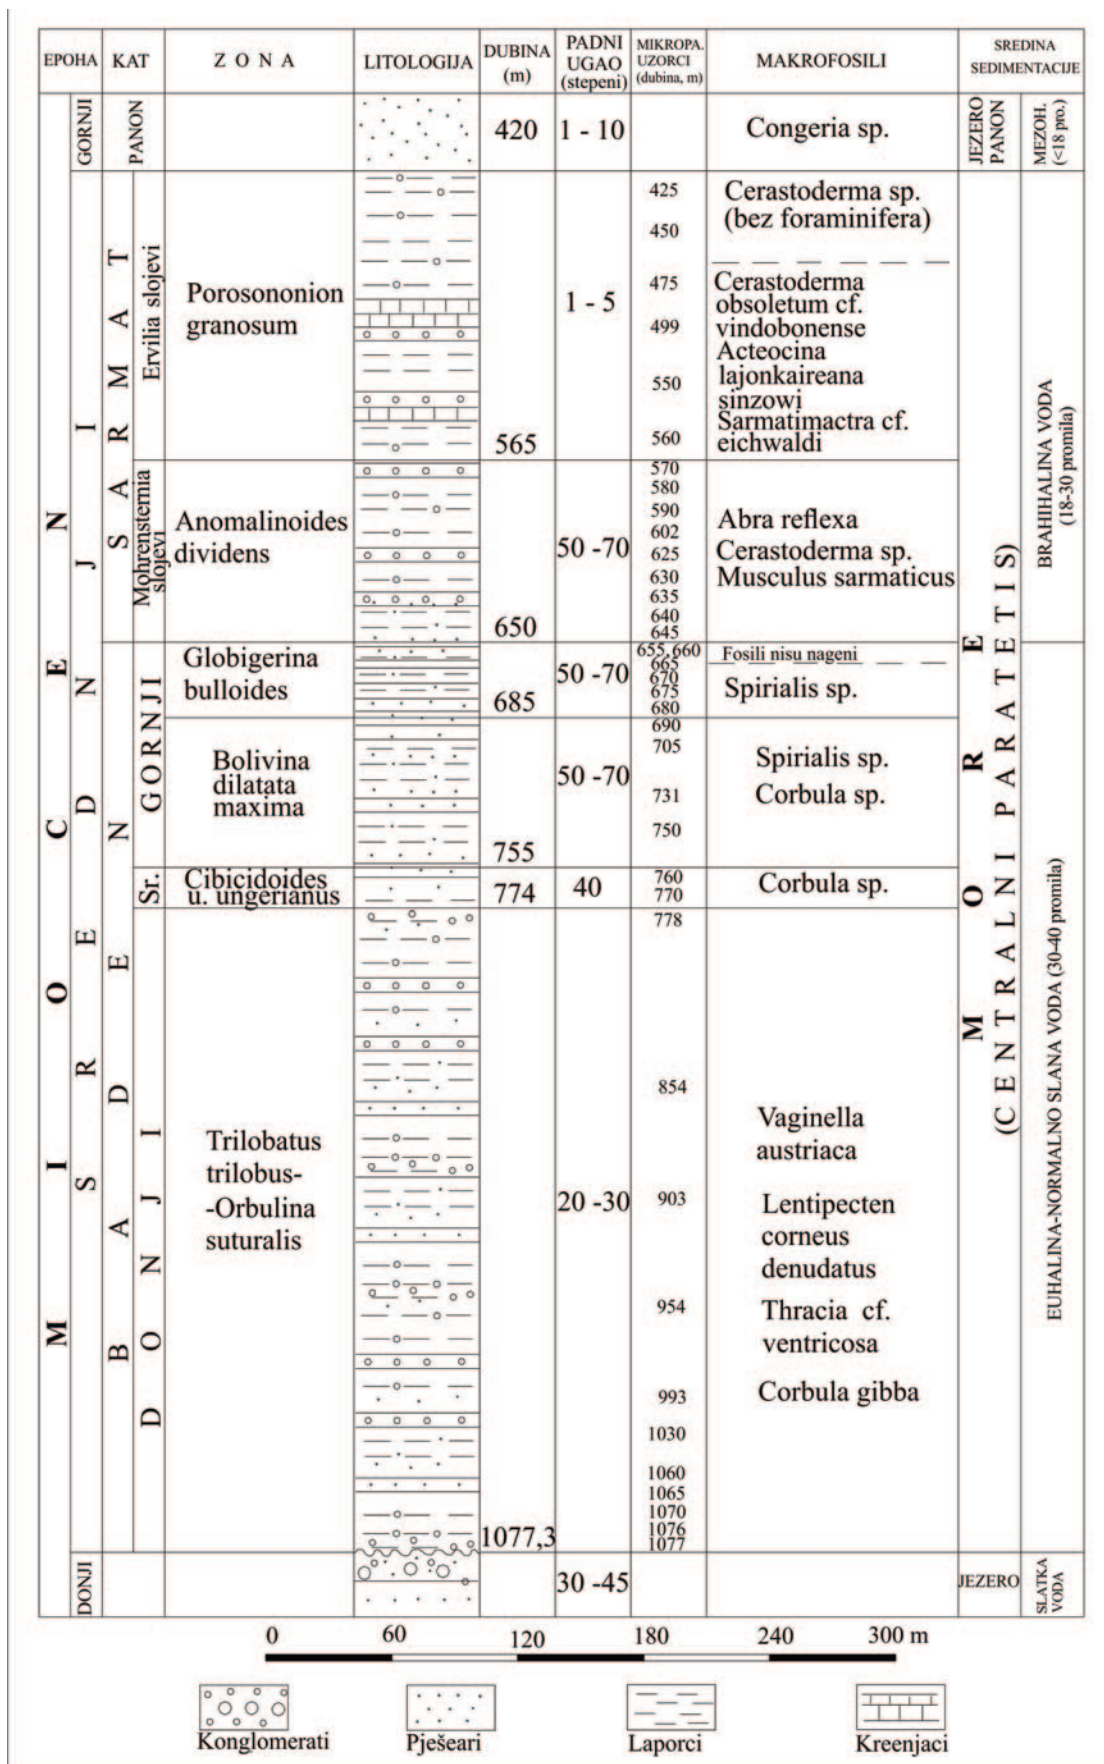 EPOHA KAT ZONA LITOLOGIJA DUBINA (m) PADNI UGAO (stepeni) MIKROPA. UZORCI (dubina, m) MAKROFOSILI SREDINA SEDIMENTACIJE
MIOCEN
GORNJI
PANON
420
1 - 10
Congeria sp.
JEZERO PANON
MEZOH. (<18 pro.)
SREDNJI
SARMAT
Ervilia slojevi
Porosononion
granosum
565
1 - 5
425
450
475
499
550
560
Cerastoderma sp.
(bez foraminifera)
Cerastoderma
obsoletum cf.
vindobonense
Acteocina
lajonkaireana
sinzowi
Sarmatimactra cf.
eichwaldi
MORE
(CENTRALNI PARATETIS)
BRAHIHALINA VODA
(18-30 promila)
Mohrensternia
slojevi
Anomalinoides
dividens
650
50 -70
570
580
590
602
625
630
635
640
645
Abra reflexa
Cerastoderma sp.
Musculus sarmaticus
BADEN
GORNJI
Globigerina
bulloides
685
50 -70
655,660
665
670
675
680
Fosili nisu nageni
Spirialis sp.
EUHALINA-NORMALNO SLANA VODA (30-40 promila)
Bolivina
dilatata
maxima
755
50 -70
690
705
731
750
Spirialis sp.
Corbula sp.
Sr.
Cibicidoides
u. ungerianus
774
40
760
770
Corbula sp.
DONJI
Trilobatus
trilobus-
-Orbulina
suturalis
1077,3
20 -30
778
854
903
954
993
1030
1060
1065
1070
1076
1077
Vaginella
austriaca
Lentipecten
corneus
denudatus
Thracia cf.
ventricosa
Corbula gibba
DONJI
30 -45
JEZERO
SLATKA
VODA
0 60 120 180 240 300 m
Konglomerati Pješeari Laporci Kreenjaci